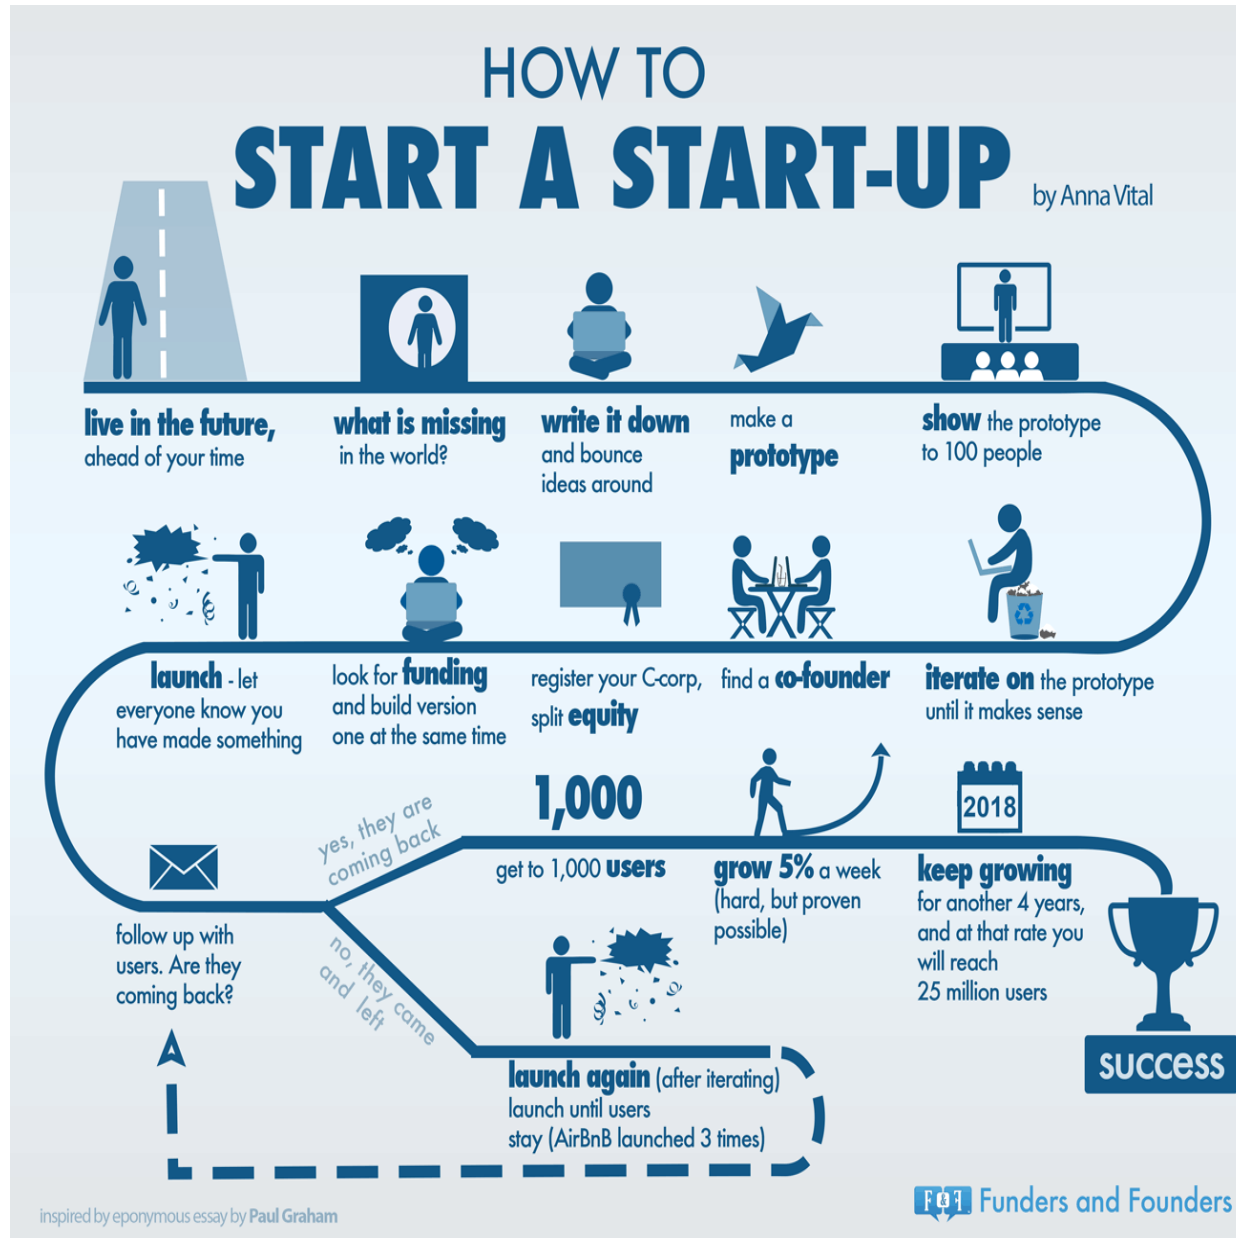 HOW TO
START A START-UP
by Anna Vital
live in the future,
ahead of your time
what is missing
in the world?
write it down
and bounce
ideas around
make a
prototype
show the prototype
to 100 people
iterate on the prototype
until it makes sense
find a co-founder
register your C-corp,
split equity
look for funding
and build version
one at the same time
launch - let
everyone know you
have made something
follow up with
users. Are they
coming back?
yes, they are
coming back
1,000
get to 1,000 users
grow 5% a week
(hard, but proven
possible)
2018
keep growing
for another 4 years,
and at that rate you
will reach
25 million users
success
no, they came
and left
launch again (after iterating)
launch until users
stay (AirBnB launched 3 times)
inspired by eponymous essay by Paul Graham
F&F Funders and Founders